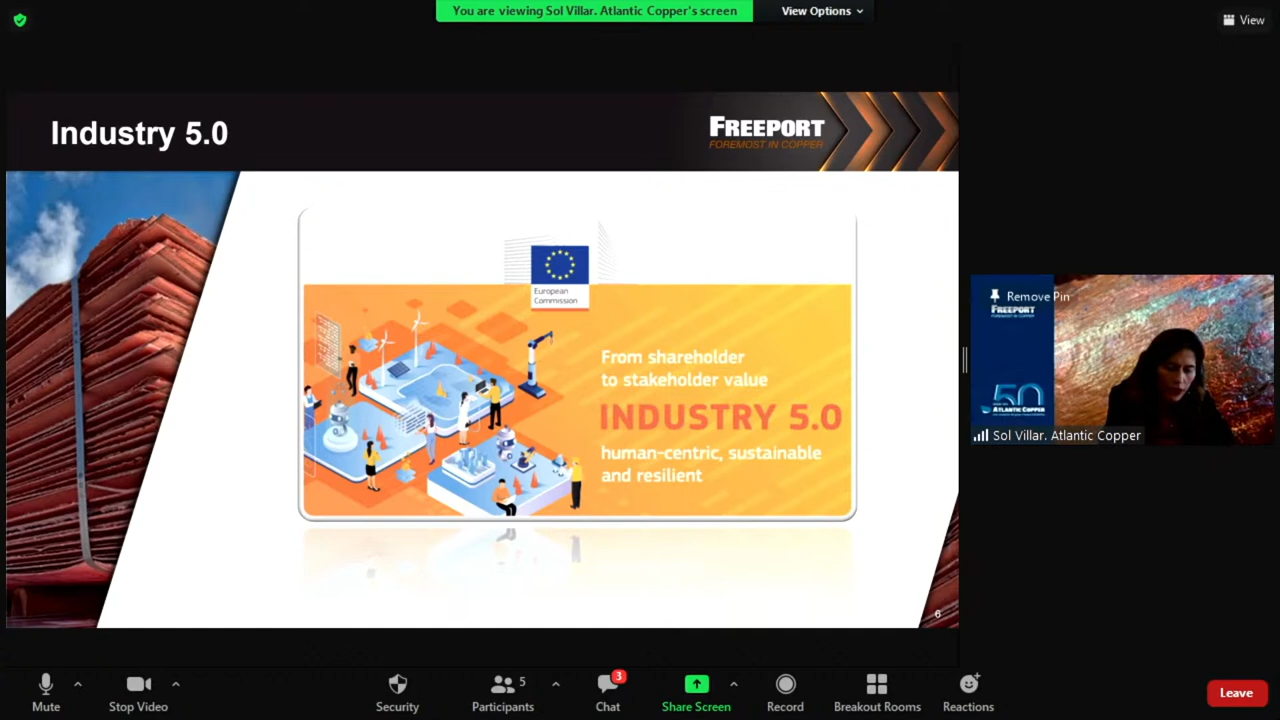 You are viewing Sol Villar. Atlantic Copper's screen
View Options
View
Industry 5.0
FREEPORT
FOREMOST IN COPPER
European
Commission
From shareholder
to stakeholder value
INDUSTRY 5.0
human-centric, sustainable
and resilient
6
Remove Pin
FREEPORT
50
ATLANTIC COPPER
Sol Villar. Atlantic Copper
Mute
Stop Video
Security
5
Participants
3
Chat
Share Screen
Record
Breakout Rooms
Reactions
Leave